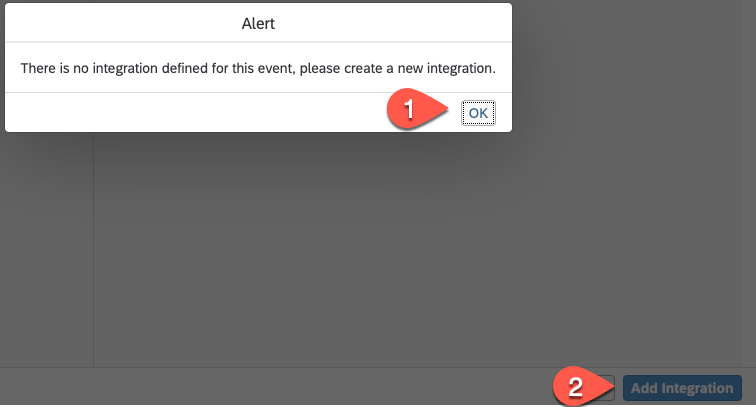 Alert
There is no integration defined for this event, please create a new integration.
1
OK
2
Add Integration